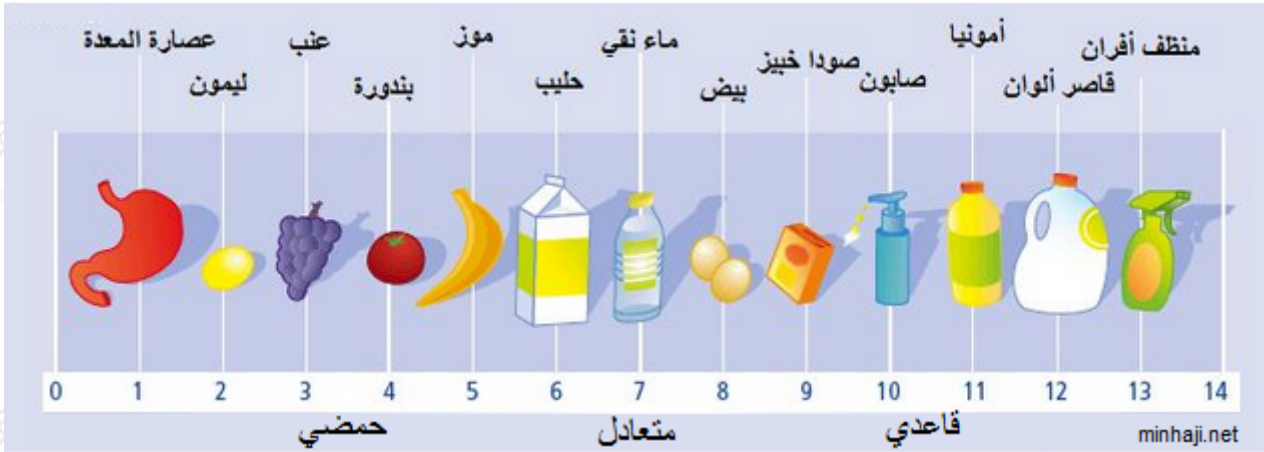 عصارة المعدة
ليمون
عنب
بندورة
موز
حليب
ماء نقي
بيض
صودا خبيز
صابون
أمونيا
قاصر ألوان
منظف أفران
0 1 2 3 4 5 6 7 8 9 10 11 12 13 14
حمضي
متعادل
قاعدي
minhaji.net